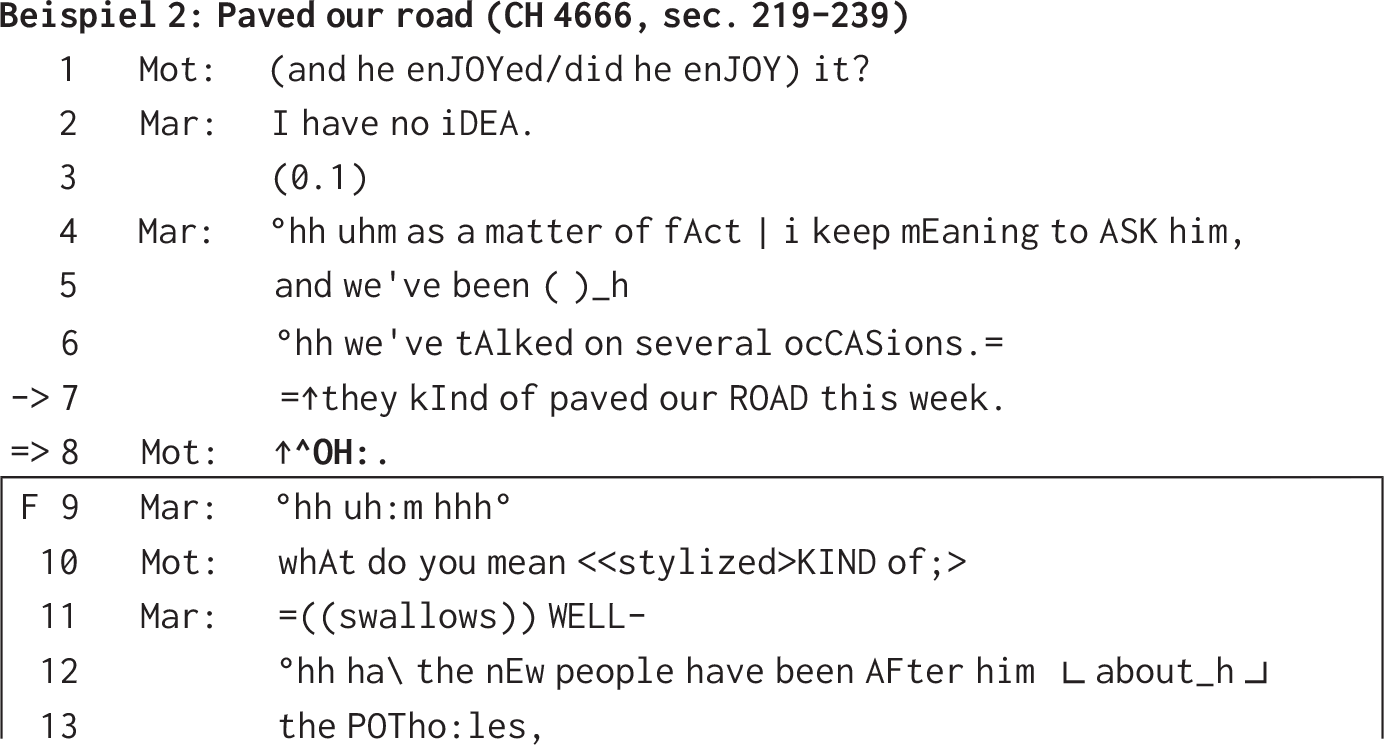 Beispiel 2: Paved our road (CH 4666, sec. 219–239)
1 Mot: (and he enJOYed/did he enJOY) it?
2 Mar: I have no iDEA.
3 (0.1)
4 Mar: °hh uhm as a matter of fAct | i keep mEaning to ASK him,
5 and we've been ( )_h
6 °hh we've tAlked on several ocCASions.=
–> 7 =↑they kInd of paved our ROAD this week.
=> 8 Mot: ↑^OH:.
F 9 Mar: °hh uh:m hhh°
10 Mot: whAt do you mean <<stylized>KIND of;>
11 Mar: =((swallows)) WELL–
12 °hh ha\ the nEw people have been AFter him ∟ about_h ⅃
13 the POTho:les,